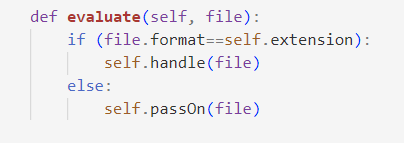 def evaluate(self, file):
    if (file.format==self.extension):
        self.handle(file)
    else:
        self.passOn(file)